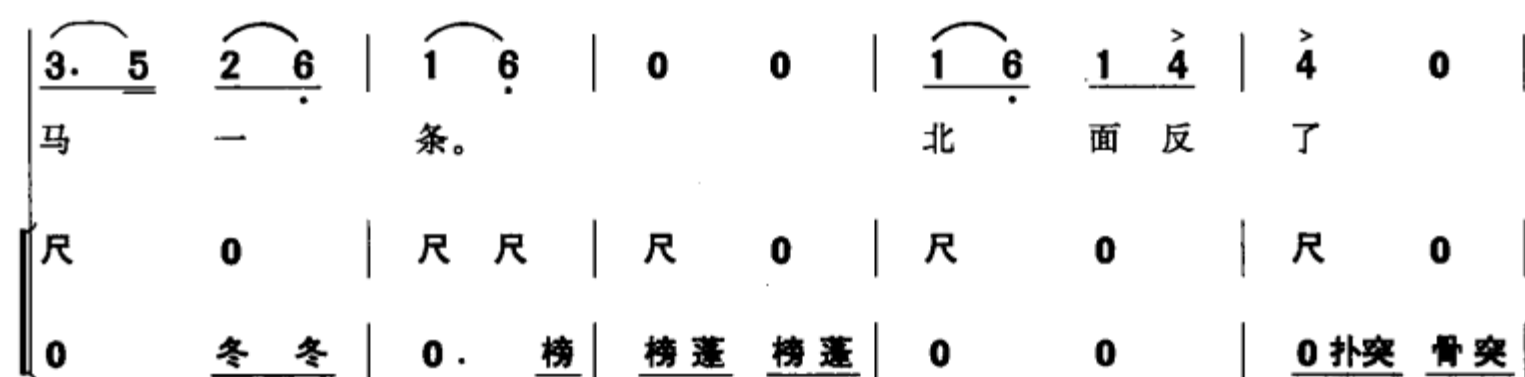 3. 5 2 6 | 1 6 | 0 0 | 1 6 1 4 | 4 0 |
马 一 条。 北 面 反 了
尺 0 | 尺 尺 | 尺 0 | 尺 0 | 尺 0 |
0 冬 冬 | 0. 榜 | 榜 蓬 榜 蓬 | 0 0 | 0 扑突 骨 突